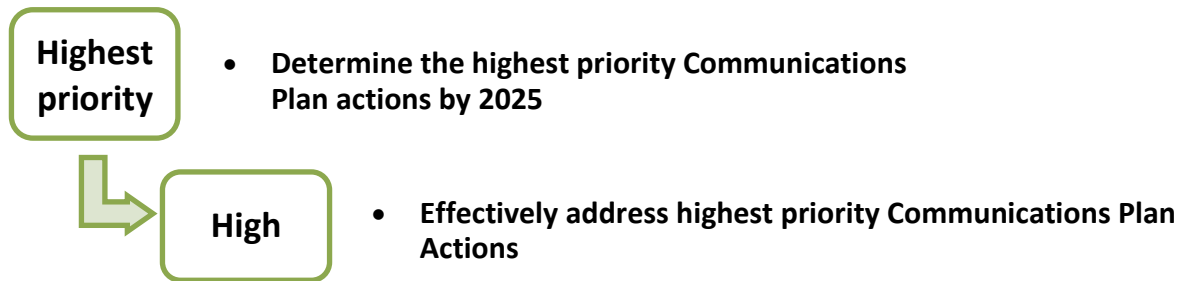 Highest
priority
• Determine the highest priority Communications
Plan actions by 2025
High
• Effectively address highest priority Communications Plan
Actions